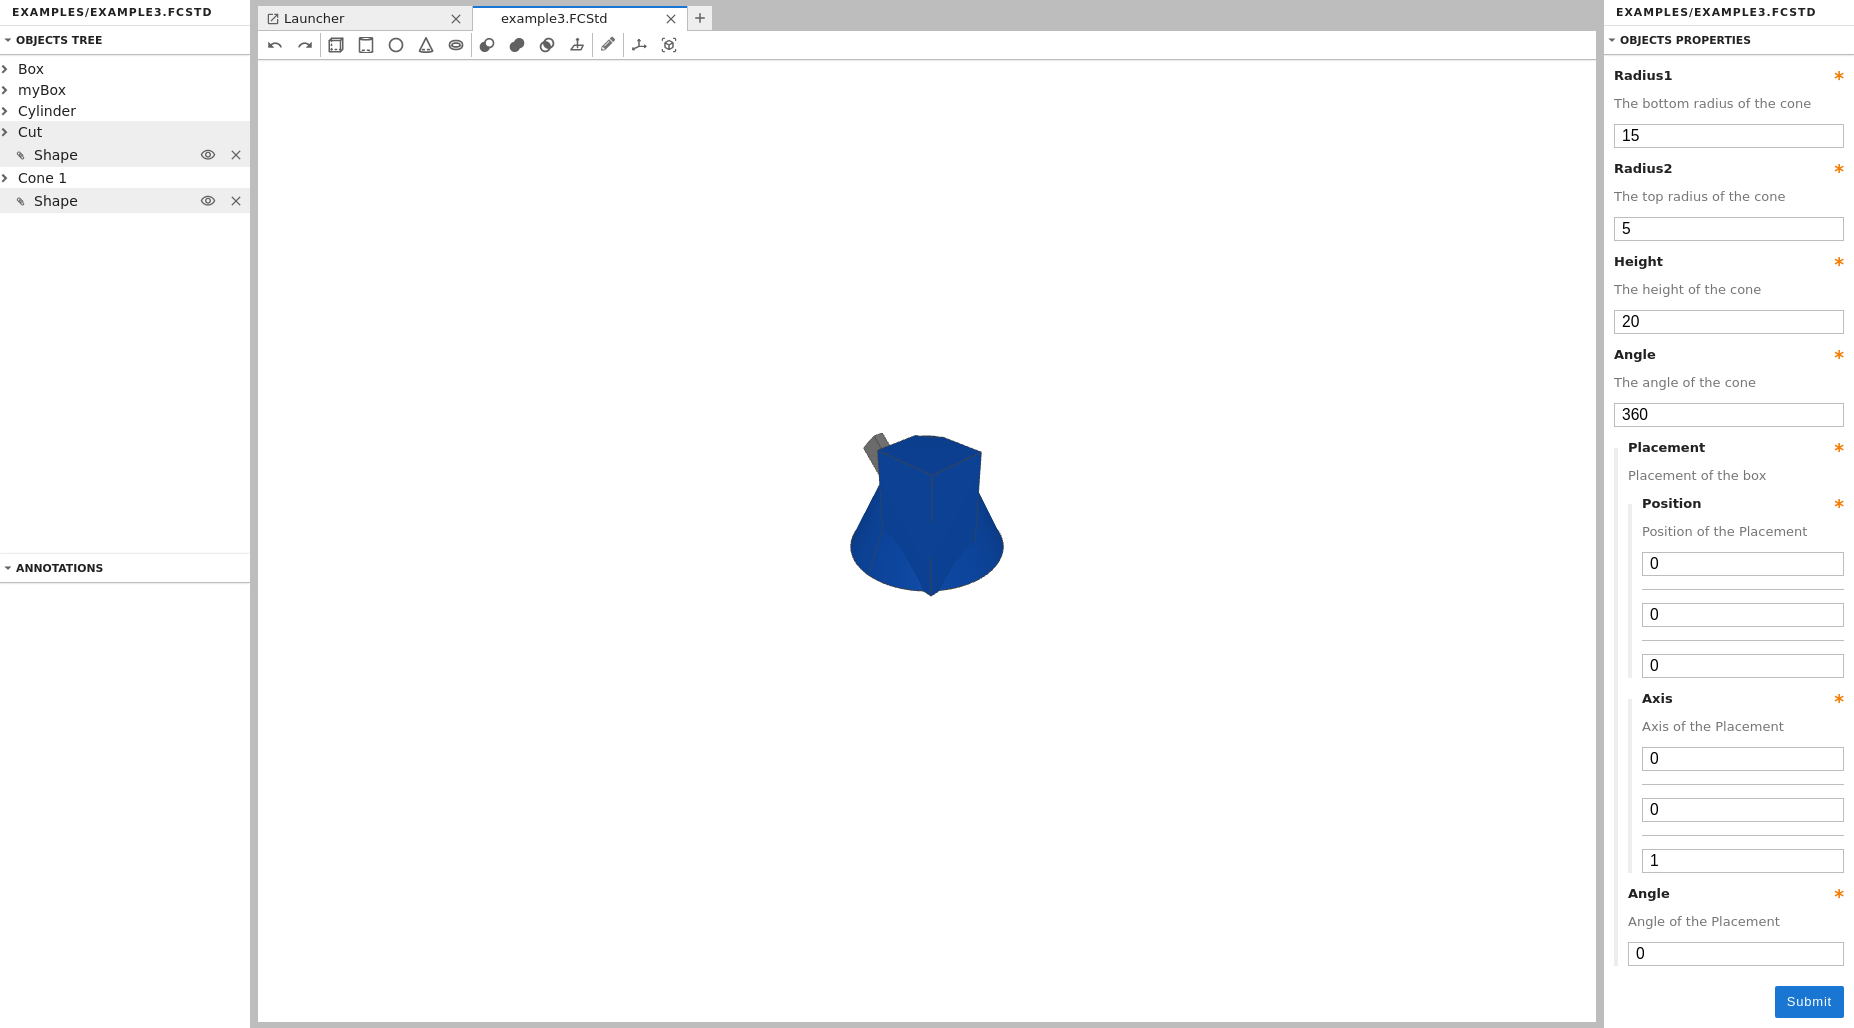 EXAMPLES/EXAMPLE3.FCSTD
OBJECTS TREE
Box
myBox
Cylinder
Cut
Shape
Cone 1
Shape
ANNOTATIONS
Launcher
example3.FCStd
EXAMPLES/EXAMPLE3.FCSTD
OBJECTS PROPERTIES
Radius1 *
The bottom radius of the cone
15
Radius2 *
The top radius of the cone
5
Height *
The height of the cone
20
Angle *
The angle of the cone
360
Placement *
Placement of the box
Position *
Position of the Placement
0
0
0
Axis *
Axis of the Placement
0
0
1
Angle *
Angle of the Placement
0
Submit